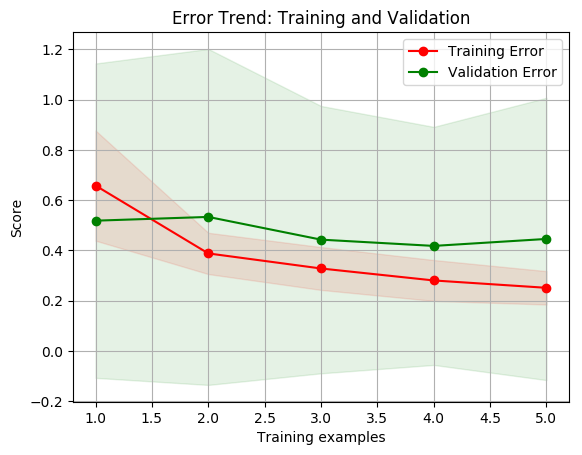 Error Trend: Training and Validation
Training Error
Validation Error
Score
1.2
1.0
0.8
0.6
0.4
0.2
0.0
−0.2
1.0 1.5 2.0 2.5 3.0 3.5 4.0 4.5 5.0
Training examples